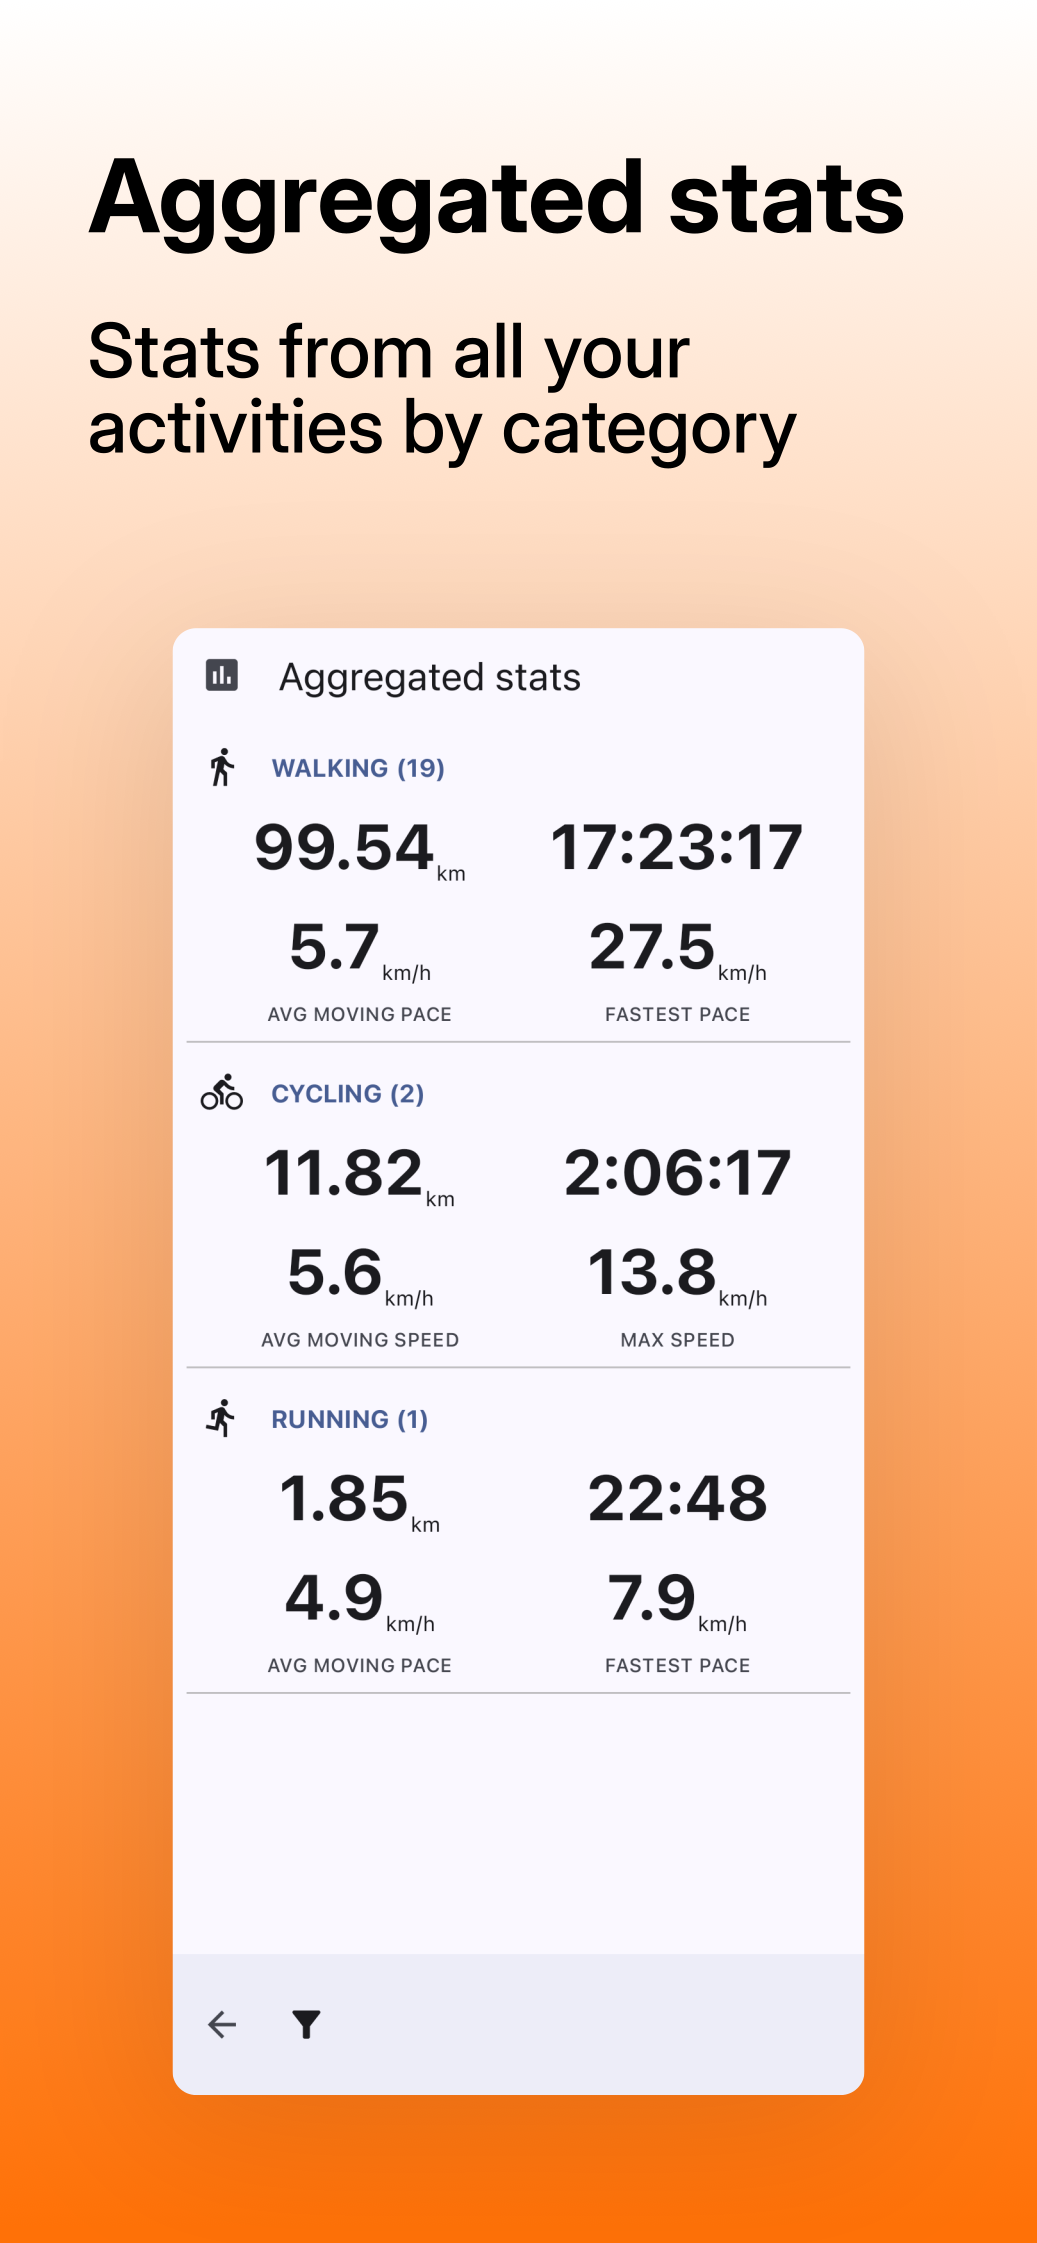 Aggregated stats
Stats from all your
activities by category
Aggregated stats
WALKING (19)
99.54 km 17:23:17
5.7 km/h 27.5 km/h
AVG MOVING PACE FASTEST PACE
CYCLING (2)
11.82 km 2:06:17
5.6 km/h 13.8 km/h
AVG MOVING SPEED MAX SPEED
RUNNING (1)
1.85 km 22:48
4.9 km/h 7.9 km/h
AVG MOVING PACE FASTEST PACE